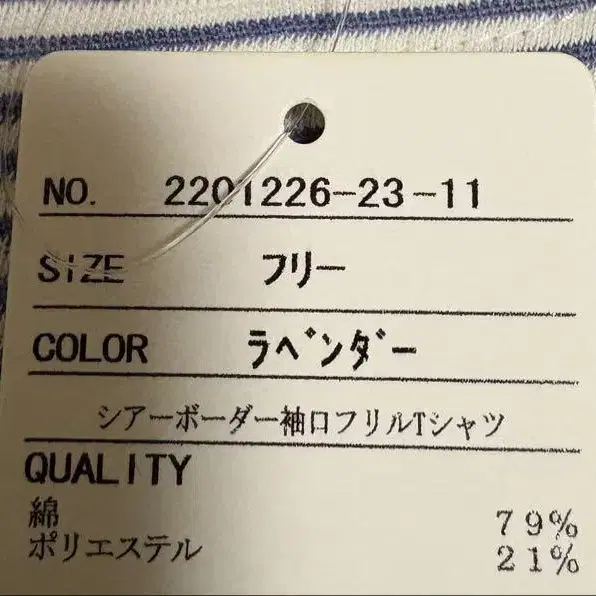 NO. 2201226-23-11
SIZE フリー
COLOR ラベンダー
シアーボーダー袖口フリルTシャツ
QUALITY
綿 79%
ポリエステル 21%